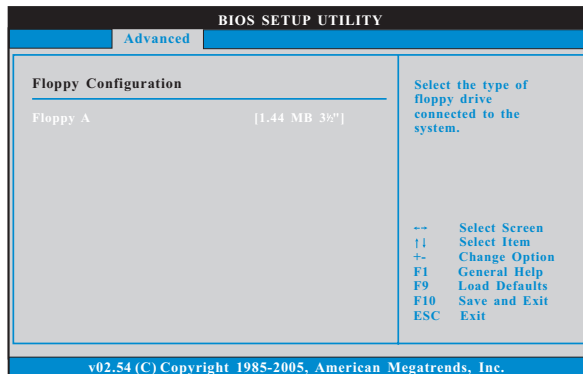 BIOS SETUP UTILITY
Advanced
Floppy Configuration
Floppy A [1.44 MB 3½"]
Select the type of
floppy drive
connected to the
system.
←→ Select Screen
↑↓ Select Item
+- Change Option
F1 General Help
F9 Load Defaults
F10 Save and Exit
ESC Exit
v02.54 (C) Copyright 1985-2005, American Megatrends, Inc.